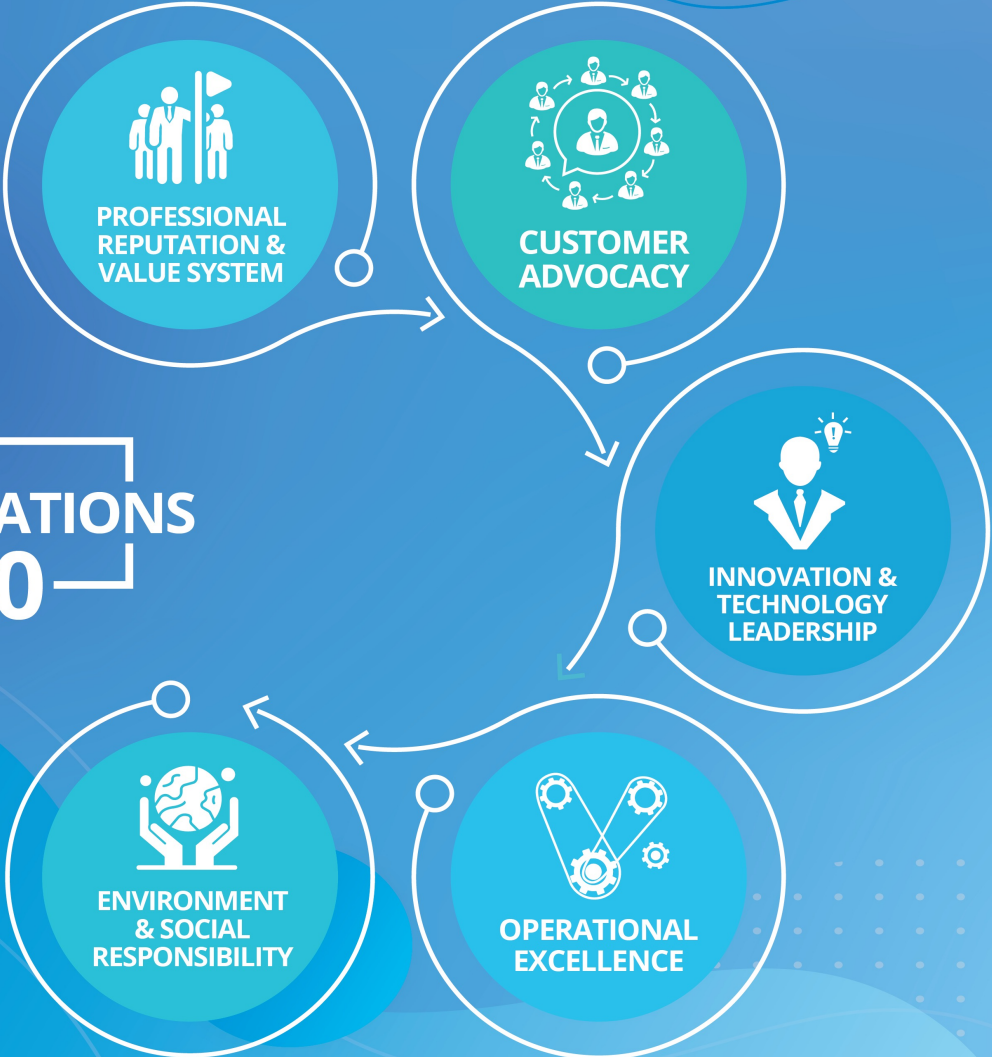 PROFESSIONAL
REPUTATION &
VALUE SYSTEM
CUSTOMER
ADVOCACY
INNOVATION &
TECHNOLOGY
LEADERSHIP
ATIONS
0
OPERATIONAL
EXCELLENCE
ENVIRONMENT
& SOCIAL
RESPONSIBILITY